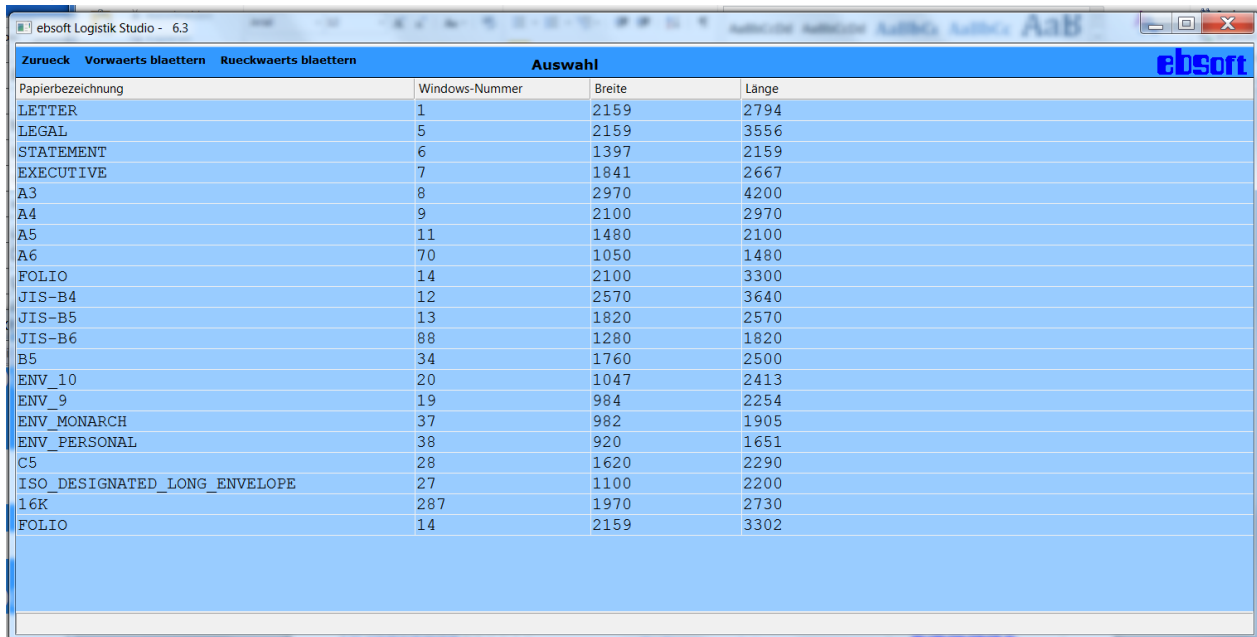 ebsoft Logistik Studio - 6.3
Zurueck Vorwaerts blaettern Rueckwaerts blaettern Auswahl ebsoft
Papierbezeichnung Windows-Nummer Breite Länge
LETTER 1 2159 2794
LEGAL 5 2159 3556
STATEMENT 6 1397 2159
EXECUTIVE 7 1841 2667
A3 8 2970 4200
A4 9 2100 2970
A5 11 1480 2100
A6 70 1050 1480
FOLIO 14 2100 3300
JIS-B4 12 2570 3640
JIS-B5 13 1820 2570
JIS-B6 88 1280 1820
B5 34 1760 2500
ENV_10 20 1047 2413
ENV_9 19 984 2254
ENV_MONARCH 37 982 1905
ENV_PERSONAL 38 920 1651
C5 28 1620 2290
ISO_DESIGNATED_LONG_ENVELOPE 27 1100 2200
16K 287 1970 2730
FOLIO 14 2159 3302